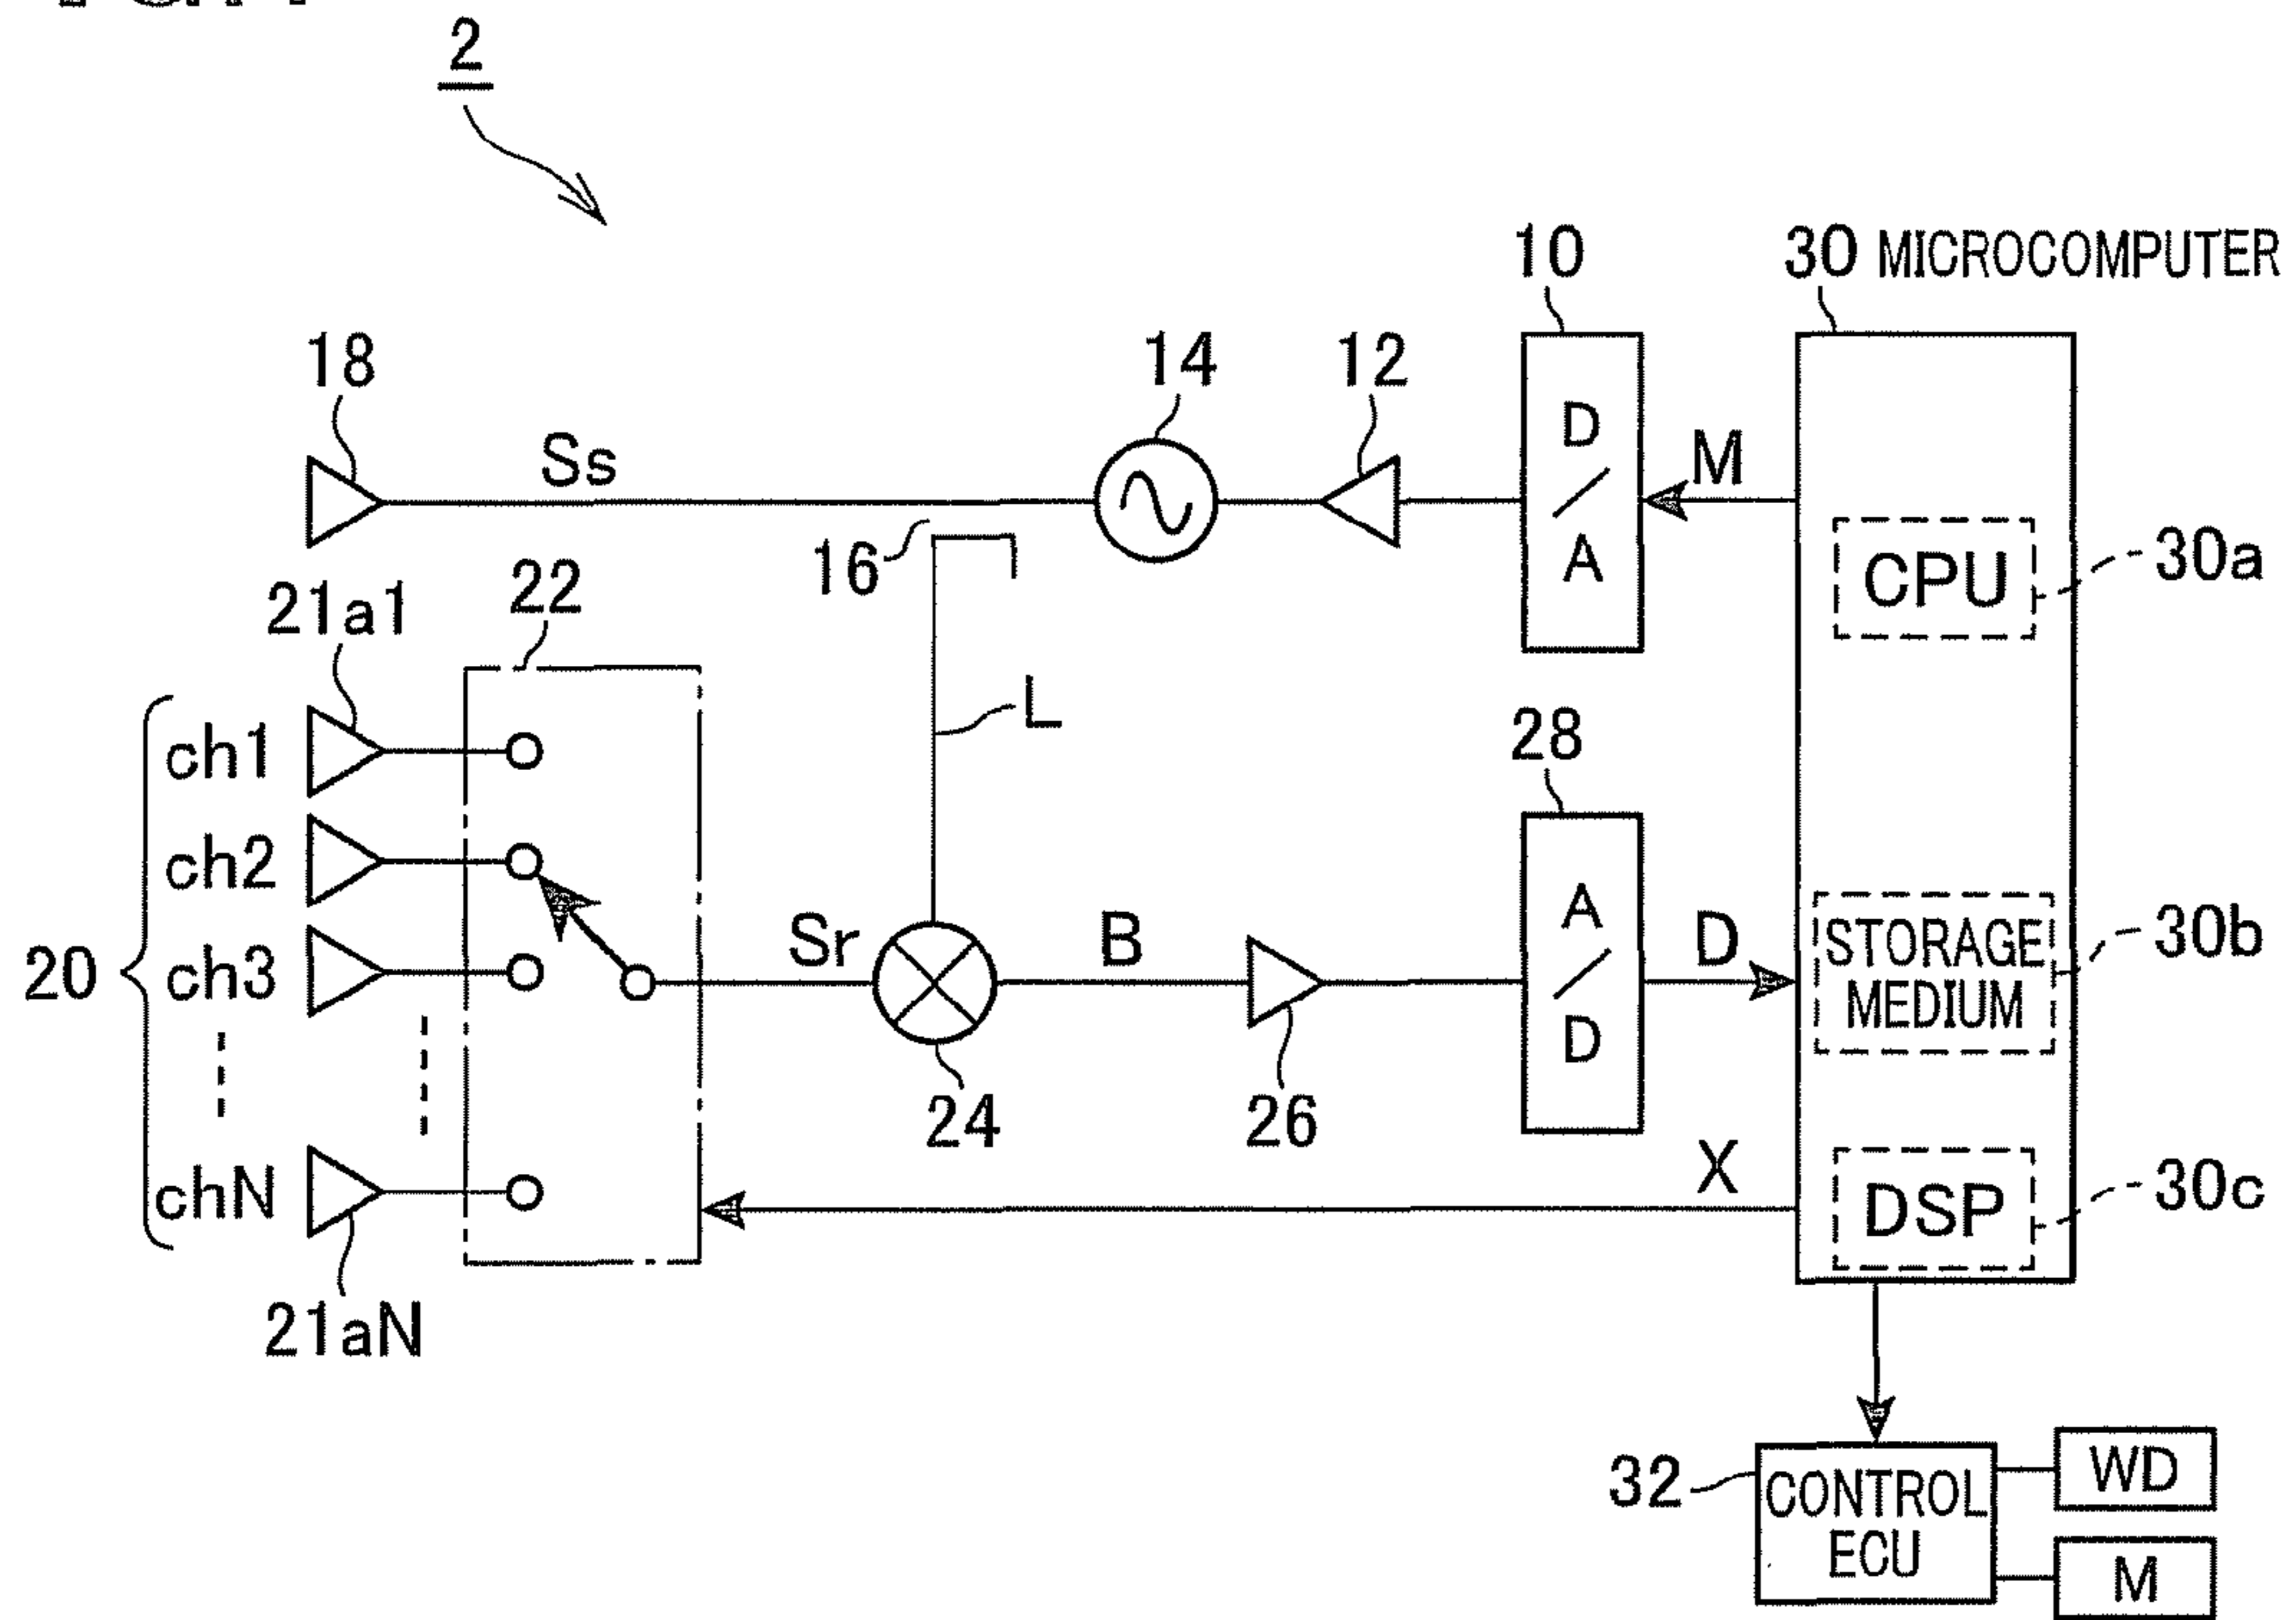 2
10
30 MICROCOMPUTER
18
14
12
Ss
D
/
A
M
16
CPU
30a
21a1
22
L
28
ch1
ch2
20
ch3
Sr
B
A
/
D
D
STORAGE
MEDIUM
30b
24
26
X
chN
DSP
30c
21aN
32
CONTROL
ECU
WD
M